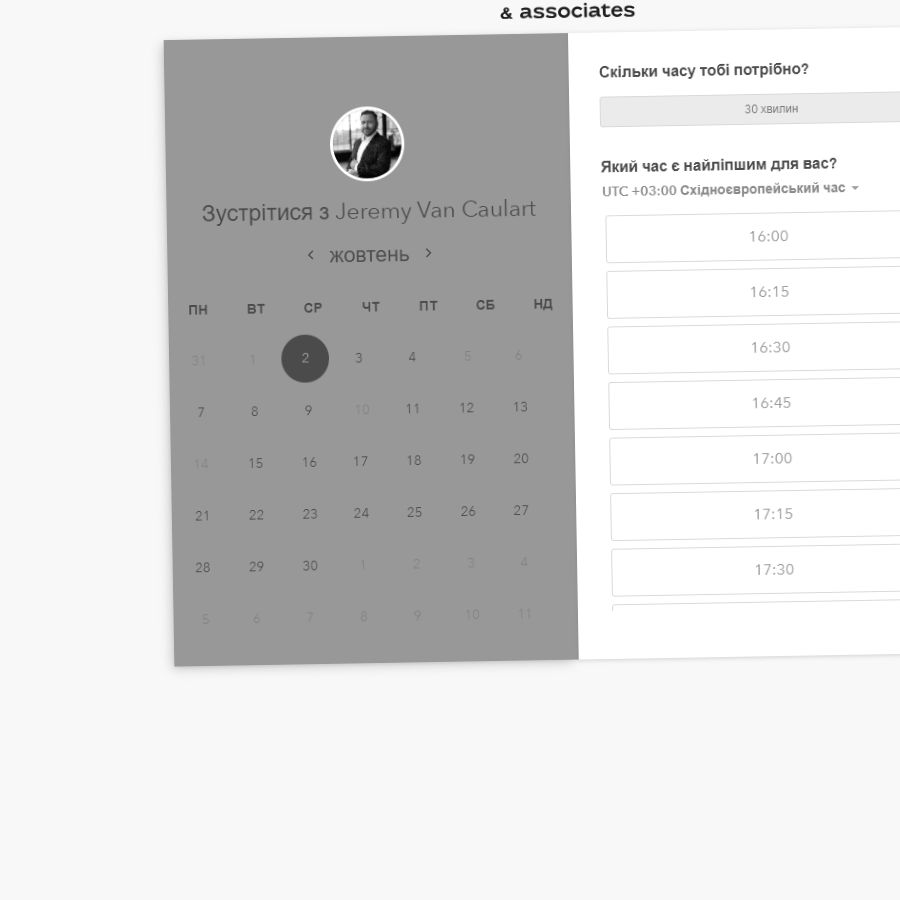 & associates
Зустрітися з Jeremy Van Caulart
жовтень
ПН ВТ СР ЧТ ПТ СБ НД
31 1 2 3 4 5 6
7 8 9 10 11 12 13
14 15 16 17 18 19 20
21 22 23 24 25 26 27
28 29 30 1 2 3 4
5 6 7 8 9 10 11
Скільки часу тобі потрібно?
30 хвилин
Який час є найліпшим для вас?
UTC +03:00 Східноєвропейський час
16:00
16:15
16:30
16:45
17:00
17:15
17:30